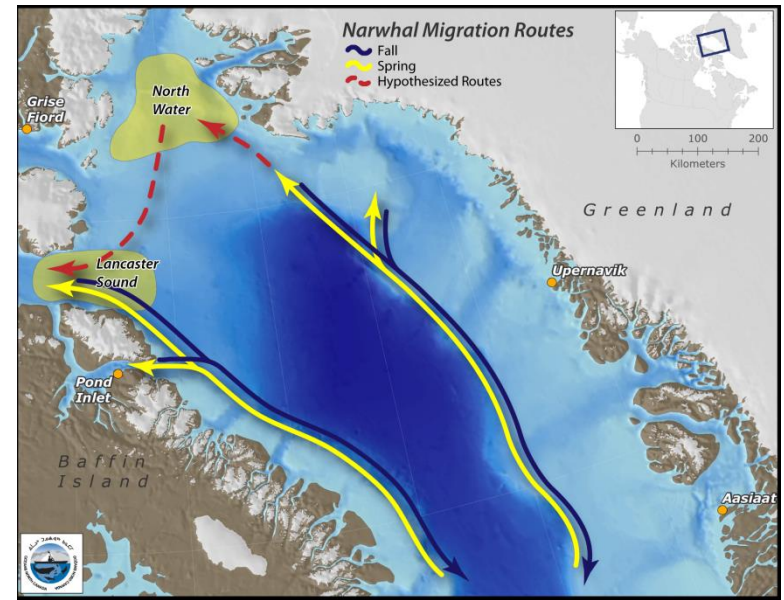 Narwhal Migration Routes
Fall
Spring
Hypothesized Routes
0 100 200
Kilometers
North
Water
Grise
Fiord
Greenland
Lancaster
Sound
Upernavik
Pond
Inlet
Baffin
Island
Aasiaat